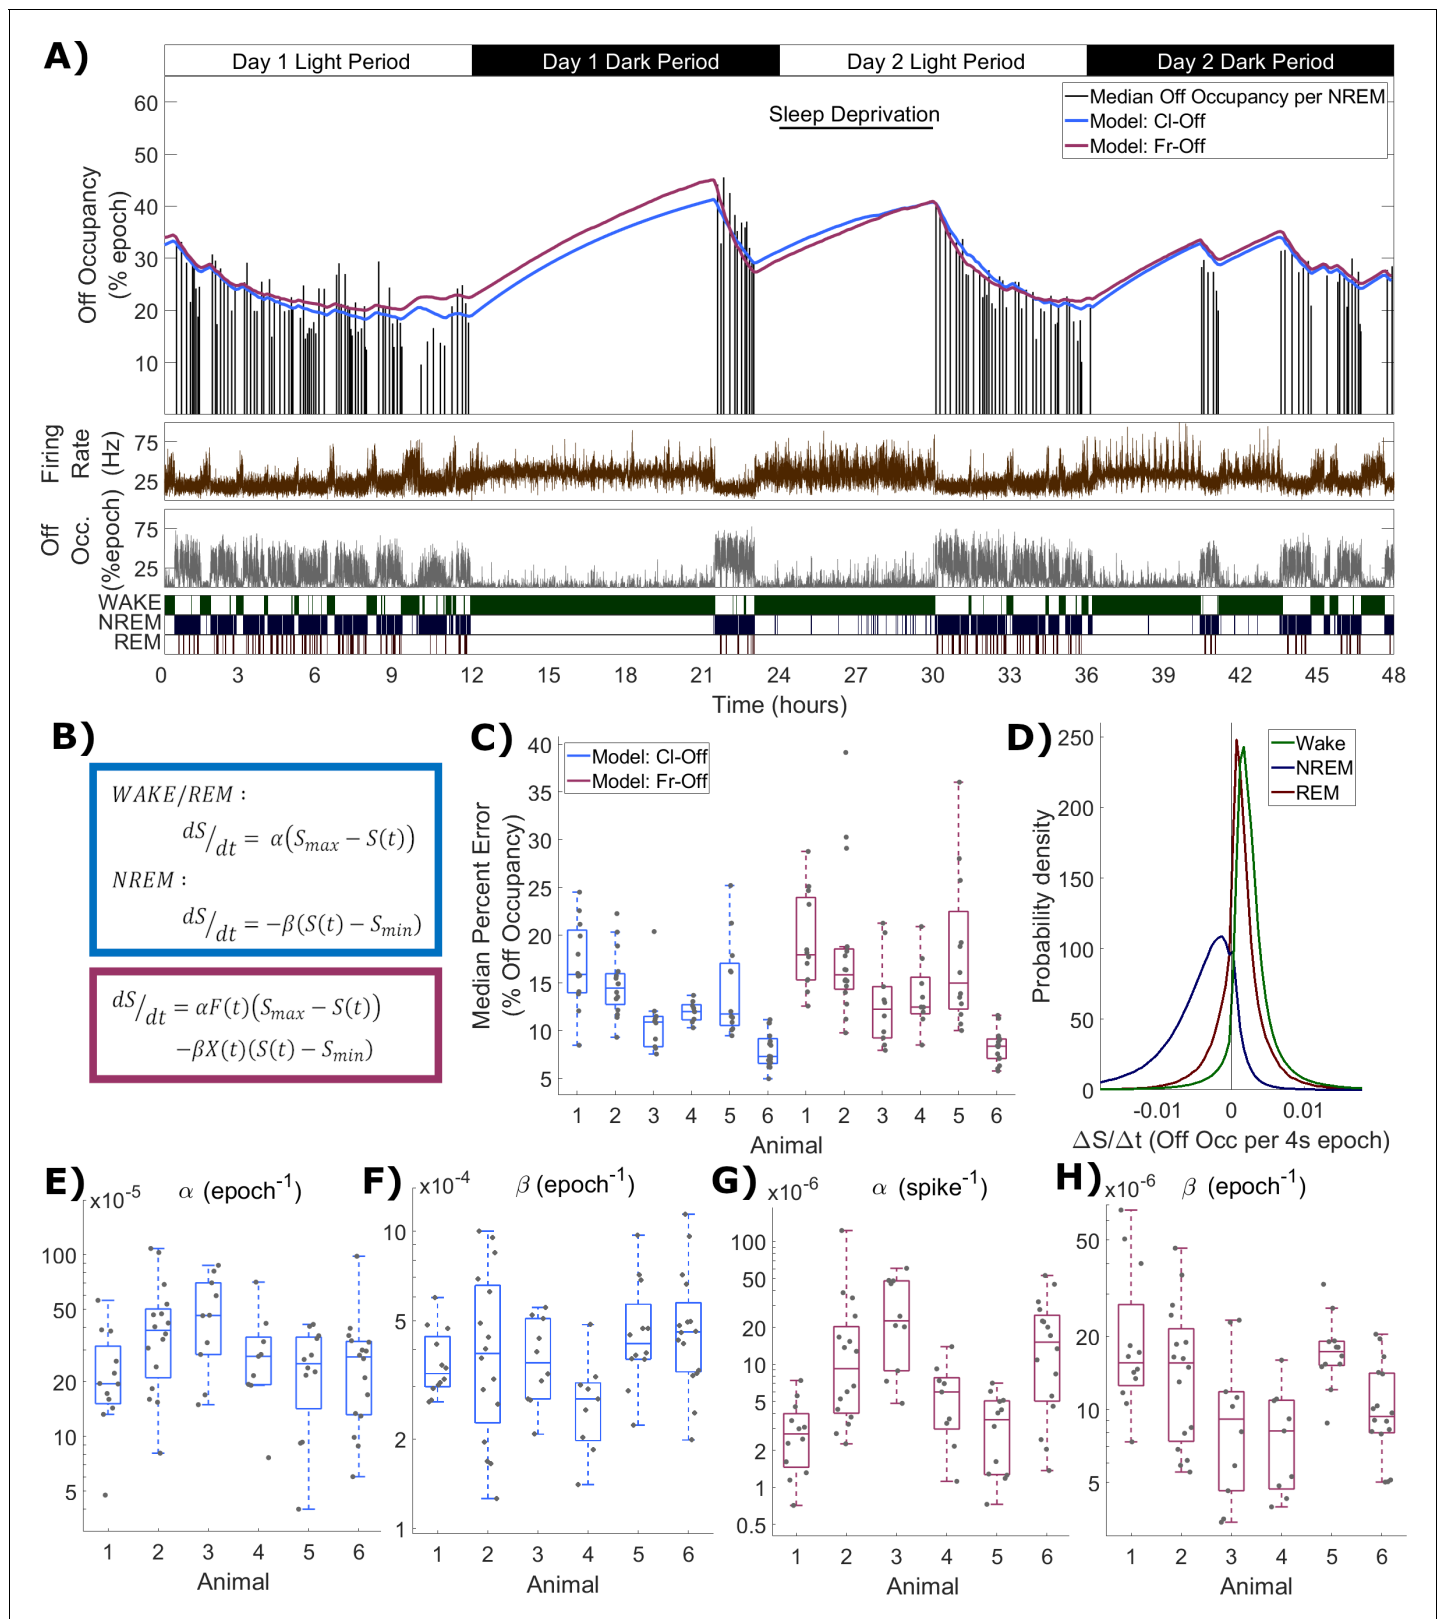 A)
Day 1 Light Period
Day 1 Dark Period
Day 2 Light Period
Day 2 Dark Period
Off Occupancy
(% epoch)
60
50
40
30
20
10
Sleep Deprivation
Median Off Occupancy per NREM
Model: Cl-Off
Model: Fr-Off
Firing
Rate
(Hz)
75
25
Off
Occ.
(%epoch)
75
25
WAKE
NREM
REM
0 3 6 9 12 15 18 21 24 27 30 33 36 39 42 45 48
Time (hours)
B)
WAKE/REM :
dS/dt = α(Smax − S(t))
NREM :
dS/dt = −β(S(t) − Smin)
dS/dt = αF(t)(Smax − S(t))
−βX(t)(S(t) − Smin)
C)
Median Percent Error
(% Off Occupancy)
40
35
30
25
20
15
10
5
Model: Cl-Off
Model: Fr-Off
1 2 3 4 5 6 1 2 3 4 5 6
Animal
D)
Probability density
250
200
150
100
50
0
Wake
NREM
REM
-0.01 0 0.01
ΔS/Δt (Off Occ per 4s epoch)
E)
x10-5
α (epoch-1)
100
50
20
10
5
1 2 3 4 5 6
Animal
F)
x10-4
β (epoch-1)
10
5
2
1
1 2 3 4 5 6
Animal
G)
x10-6
α (spike-1)
100
50
20
10
5
2
1
0.5
1 2 3 4 5 6
Animal
H)
x10-6
β (epoch-1)
50
20
10
5
1 2 3 4 5 6
Animal